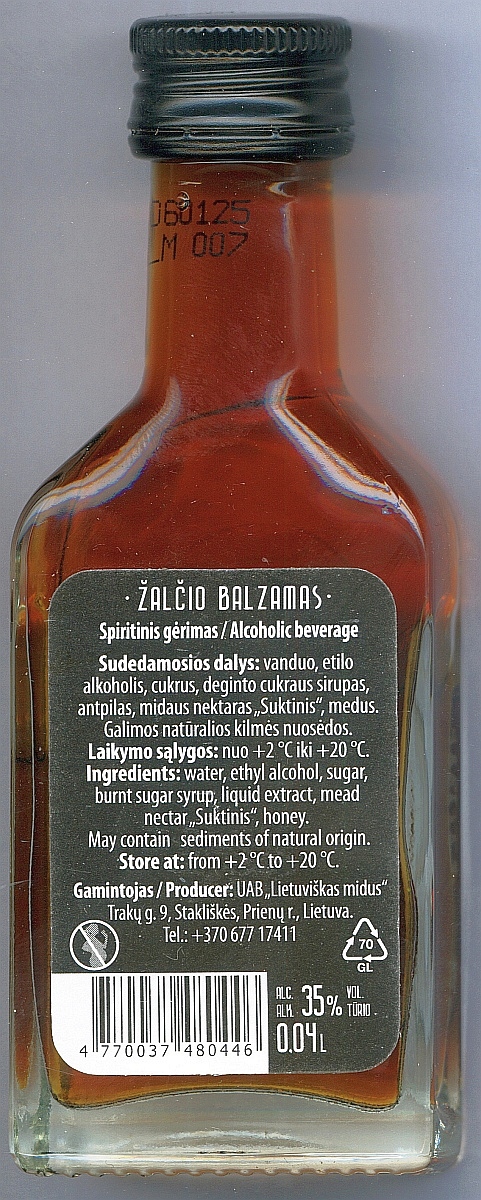 060125
LM 007
· ŽALČIO BALZAMAS ·
Spiritinis gėrimas / Alcoholic beverage
Sudedamosios dalys: vanduo, etilo
alkoholis, cukrus, deginto cukraus sirupas,
antpilas, midaus nektaras „Suktinis“, medus.
Galimos natūralios kilmės nuosėdos.
Laikymo sąlygos: nuo +2 °C iki +20 °C.
Ingredients: water, ethyl alcohol, sugar,
burnt sugar syrup, liquid extract, mead
nectar „Suktinis“, honey.
May contain sediments of natural origin.
Store at: from +2 °C to +20 °C.
Gamintojas / Producer: UAB „Lietuviškas midus“
Trakų g. 9, Stakliškės, Prienų r., Lietuva.
Tel.: +370 677 17411
70
GL
ALC. 35% VOL.
ALK. TŪRIO
0.04L
4 770037 480446